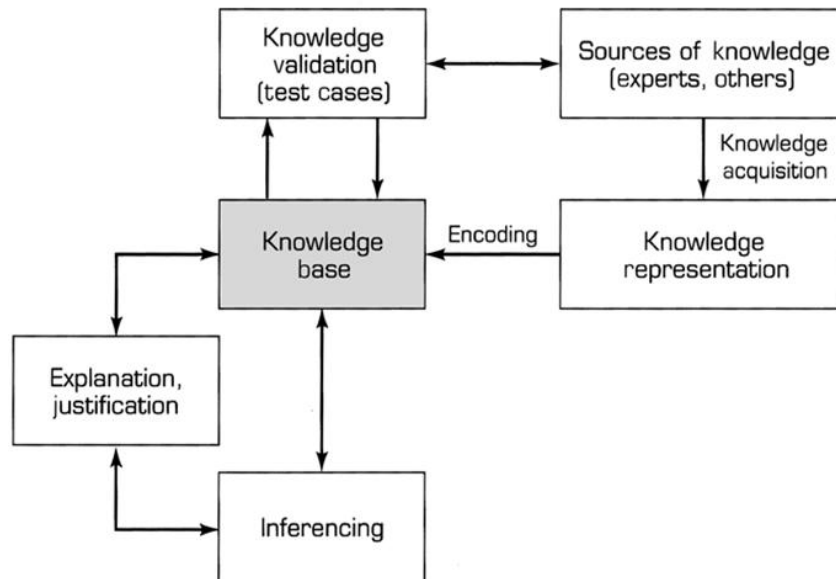 Knowledge
validation
(test cases)
Sources of knowledge
(experts, others)
Knowledge
acquisition
Knowledge
base
Encoding
Knowledge
representation
Explanation,
justification
Inferencing